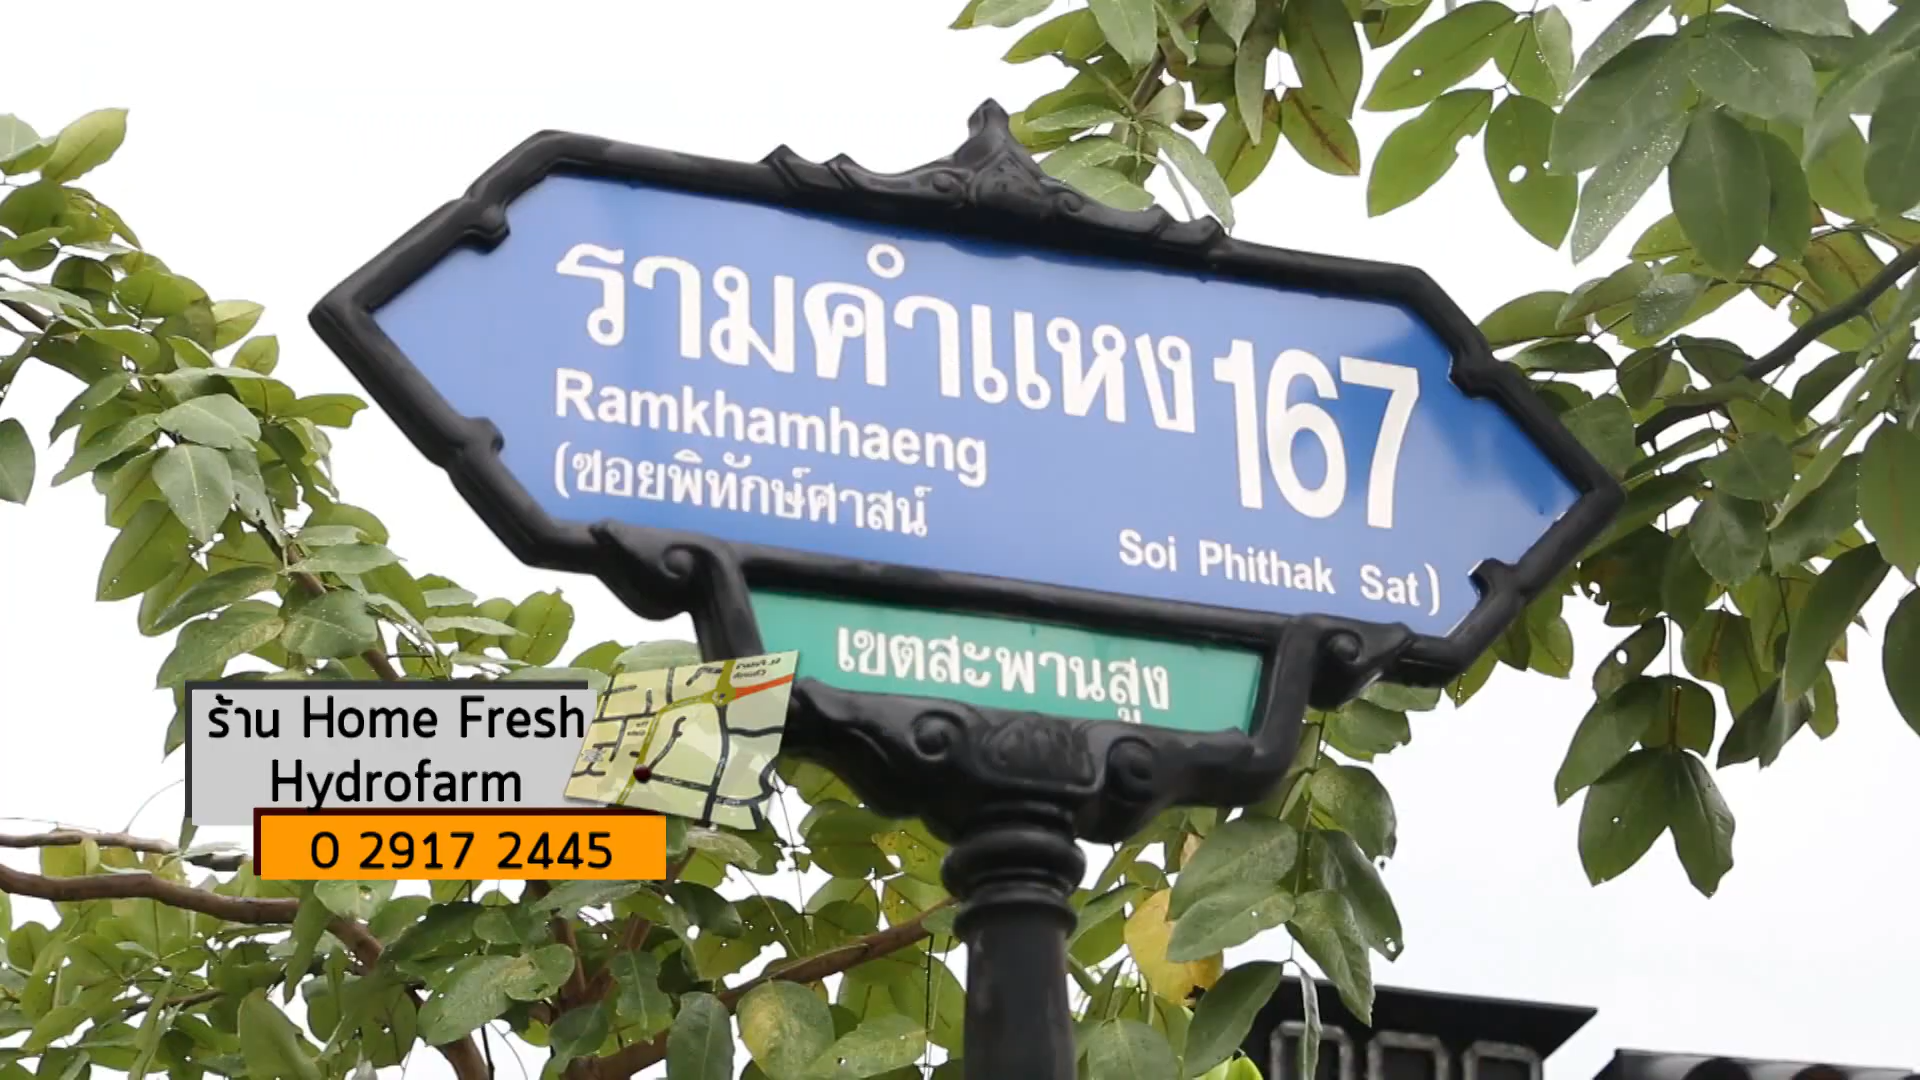 รามคำแหง 167
Ramkhamhaeng
(ซอยพิทักษ์ศาสน์
Soi Phithak Sat)
เขตสะพานสูง
ร้าน Home Fresh
Hydrofarm
0 2917 2445